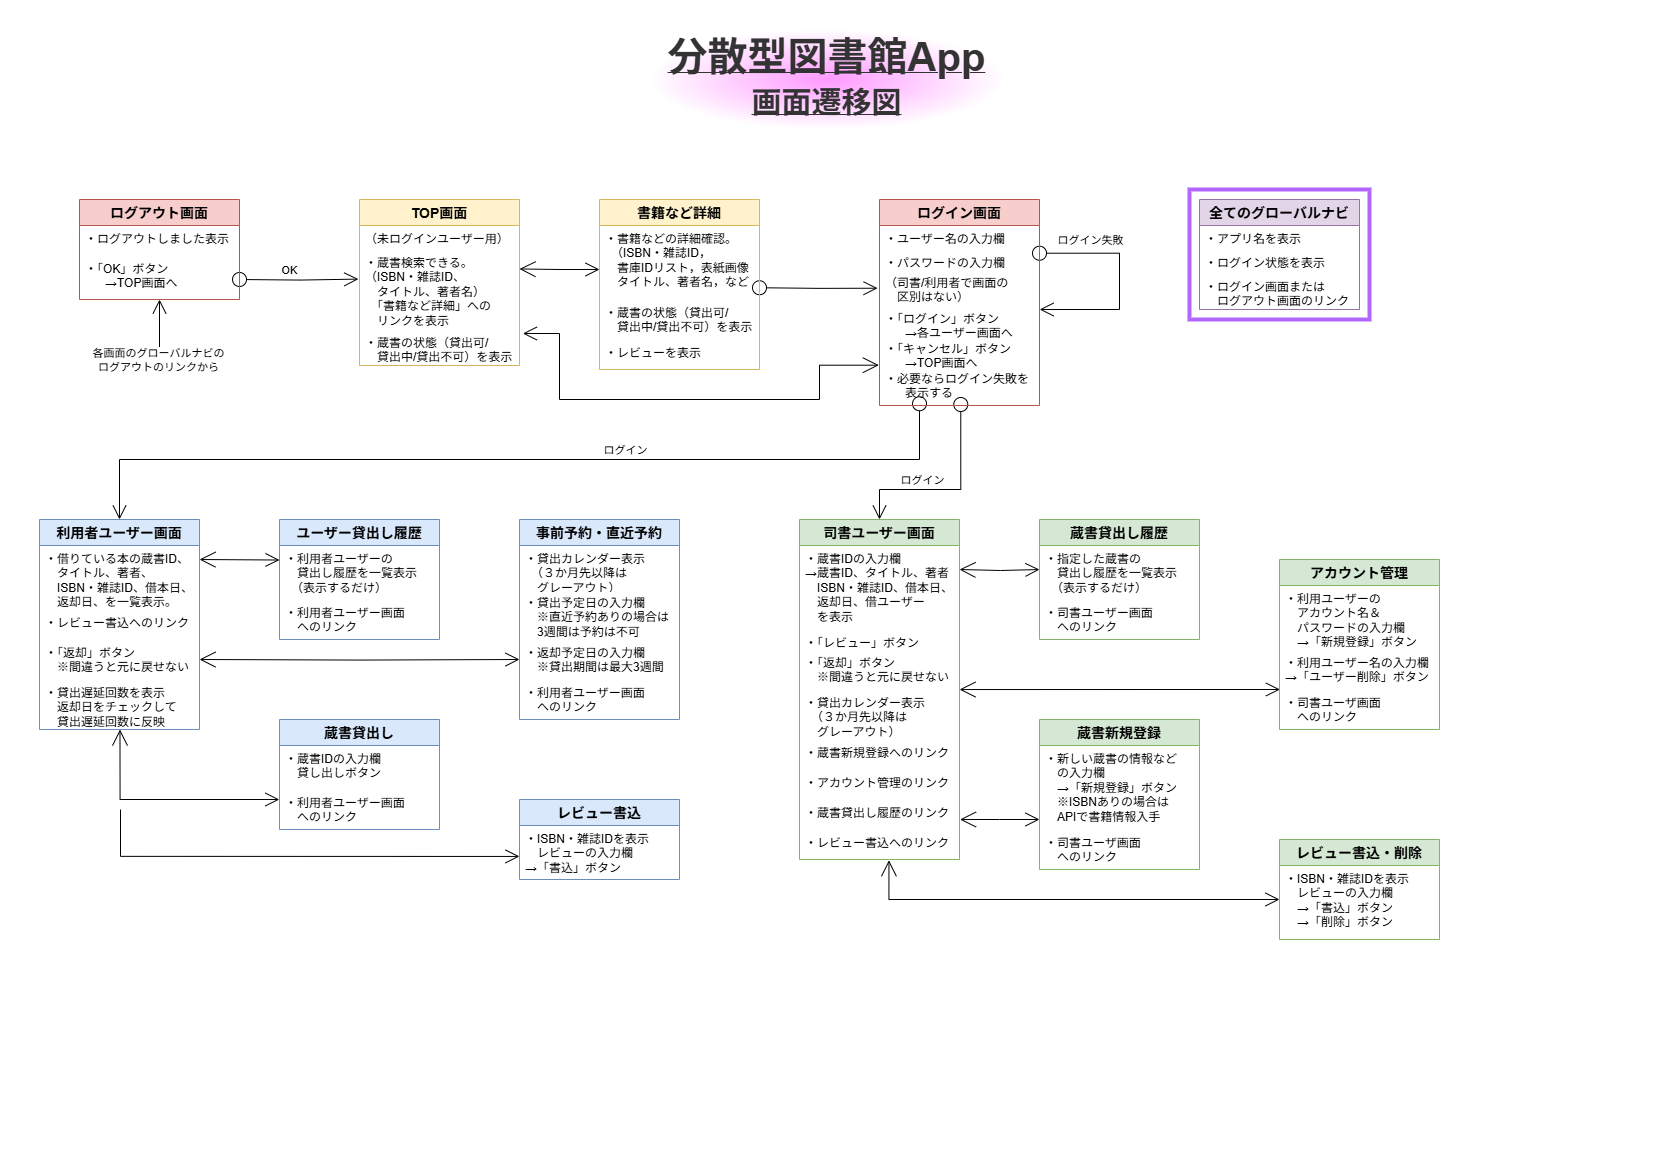 分散型図書館App
画面遷移図
ログアウト画面
・ログアウトしました表示
・「OK」ボタン
→TOP画面へ
OK
各画面のグローバルナビの
ログアウトのリンクから
TOP画面
（未ログインユーザー用）
・蔵書検索できる。
（ISBN・雑誌ID、
タイトル、著者名）
「書籍など詳細」への
リンクを表示
・蔵書の状態（貸出可/
貸出中/貸出不可）を表示
書籍など詳細
・書籍などの詳細確認。
（ISBN・雑誌ID，
書庫IDリスト，表紙画像
タイトル、著者名，など
・蔵書の状態（貸出可/
貸出中/貸出不可）を表示
・レビューを表示
ログイン画面
・ユーザー名の入力欄
・パスワードの入力欄
（司書/利用者で画面の
区別はない）
・「ログイン」ボタン
→各ユーザー画面へ
・「キャンセル」ボタン
→TOP画面へ
・必要ならログイン失敗を
表示する
ログイン失敗
全てのグローバルナビ
・アプリ名を表示
・ログイン状態を表示
・ログイン画面または
ログアウト画面のリンク
ログイン
ログイン
利用者ユーザー画面
・借りている本の蔵書ID、
タイトル、著者、
ISBN・雑誌ID、借本日、
返却日、を一覧表示。
・レビュー書込へのリンク
・「返却」ボタン
※間違うと元に戻せない
・貸出遅延回数を表示
返却日をチェックして
貸出遅延回数に反映
ユーザー貸出し履歴
・利用者ユーザーの
貸出し履歴を一覧表示
（表示するだけ）
・利用者ユーザー画面
へのリンク
事前予約・直近予約
・貸出カレンダー表示
（３か月先以降は
グレーアウト）
・貸出予定日の入力欄
※直近予約ありの場合は
3週間は予約は不可
・返却予定日の入力欄
※貸出期間は最大3週間
・利用者ユーザー画面
へのリンク
蔵書貸出し
・蔵書IDの入力欄
貸し出しボタン
・利用者ユーザー画面
へのリンク
レビュー書込
・ISBN・雑誌IDを表示
レビューの入力欄
→「書込」ボタン
司書ユーザー画面
・蔵書IDの入力欄
→蔵書ID、タイトル、著者
ISBN・雑誌ID、借本日、
返却日、借ユーザー
を表示
・「レビュー」ボタン
・「返却」ボタン
※間違うと元に戻せない
・貸出カレンダー表示
（３か月先以降は
グレーアウト）
・蔵書新規登録へのリンク
・アカウント管理のリンク
・蔵書貸出し履歴のリンク
・レビュー書込へのリンク
蔵書貸出し履歴
・指定した蔵書の
貸出し履歴を一覧表示
（表示するだけ）
・司書ユーザー画面
へのリンク
アカウント管理
・利用ユーザーの
アカウント名＆
パスワードの入力欄
→「新規登録」ボタン
・利用ユーザー名の入力欄
→「ユーザー削除」ボタン
・司書ユーザ画面
へのリンク
蔵書新規登録
・新しい蔵書の情報など
の入力欄
→「新規登録」ボタン
※ISBNありの場合は
APIで書籍情報入手
・司書ユーザ画面
へのリンク
レビュー書込・削除
・ISBN・雑誌IDを表示
レビューの入力欄
→「書込」ボタン
→「削除」ボタン